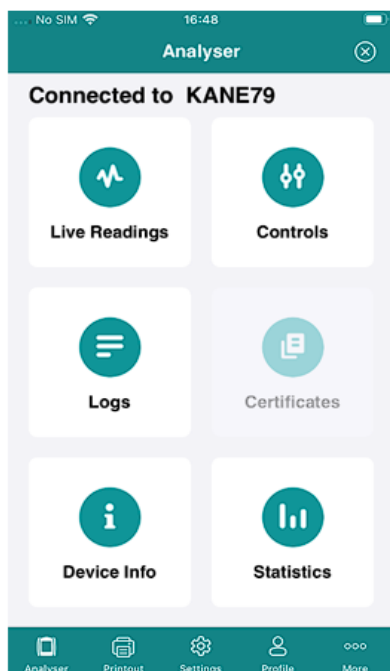 .... No SIM 16:48
Analyser
Connected to KANE79
Live Readings Controls
Logs Certificates
Device Info Statistics
Analyser Printout Settings Profile More